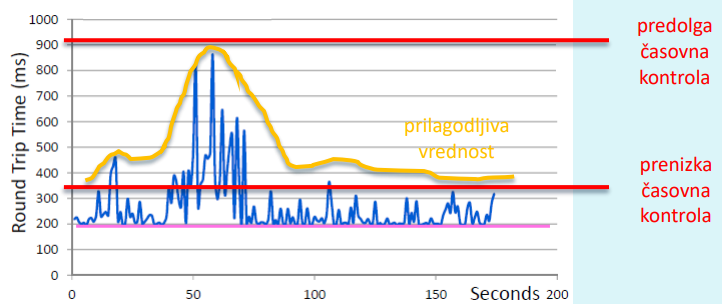 Round Trip Time (ms)
1000
900
800
700
600
500
400
300
200
100
0
0
50
100
150
200
Seconds
prilagodljiva
vrednost
predolga
časovna
kontrola
prenizka
časovna
kontrola